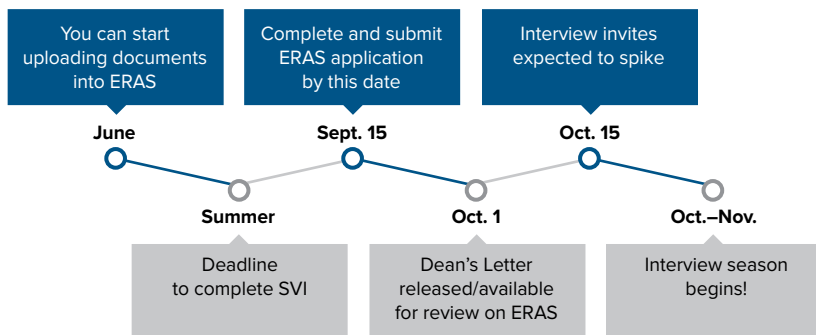 You can start
uploading documents
into ERAS
Complete and submit
ERAS application
by this date
Interview invites
expected to spike
June
Sept. 15
Oct. 15
Summer
Oct. 1
Oct.–Nov.
Deadline
to complete SVI
Dean’s Letter
released/available
for review on ERAS
Interview season
begins!